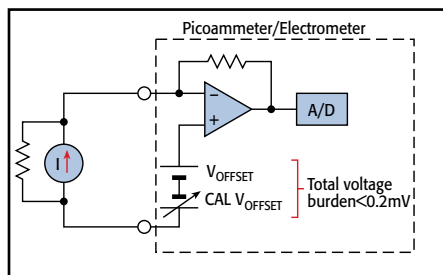 Picoammeter/Electrometer
−
+
A/D
I
V_OFFSET
CAL V_OFFSET
Total voltage
burden<0.2mV